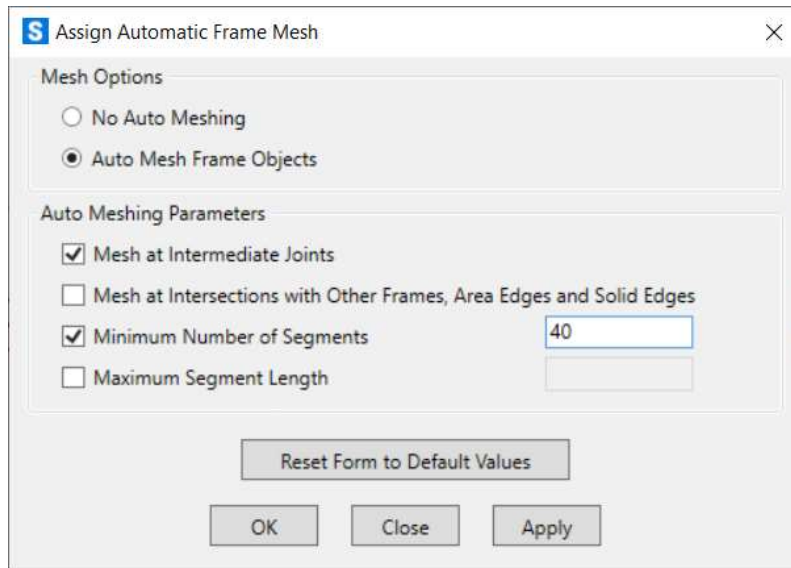 S Assign Automatic Frame Mesh
Mesh Options
No Auto Meshing
Auto Mesh Frame Objects
Auto Meshing Parameters
Mesh at Intermediate Joints
Mesh at Intersections with Other Frames, Area Edges and Solid Edges
Minimum Number of Segments 40
Maximum Segment Length
Reset Form to Default Values
OK Close Apply